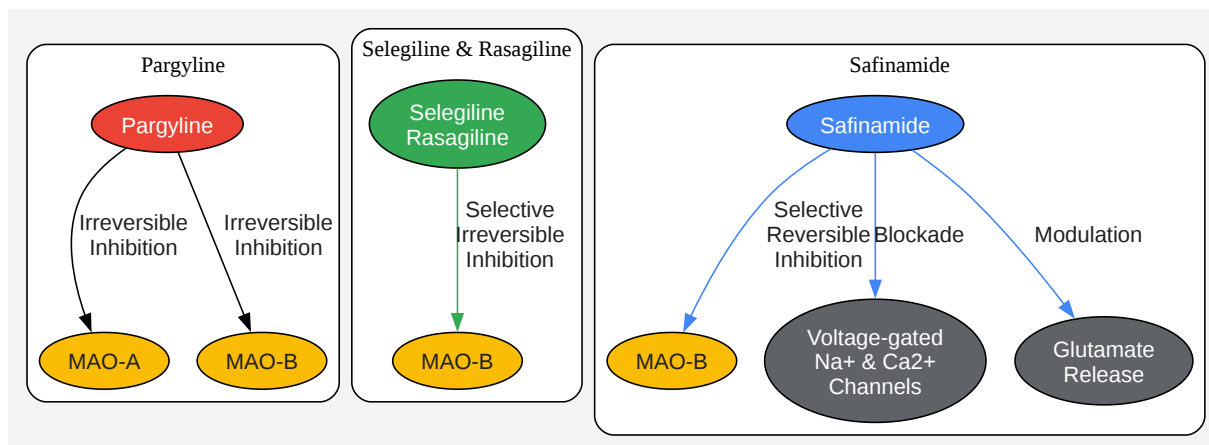 Pargyline
Pargyline
Irreversible
Inhibition
Irreversible
Inhibition
MAO-A
MAO-B
Selegiline & Rasagiline
Selegiline
Rasagiline
Selective
Irreversible
Inhibition
MAO-B
Safinamide
Safinamide
Selective
Reversible
Inhibition
Blockade
Modulation
MAO-B
Voltage-gated
Na+ & Ca2+
Channels
Glutamate
Release